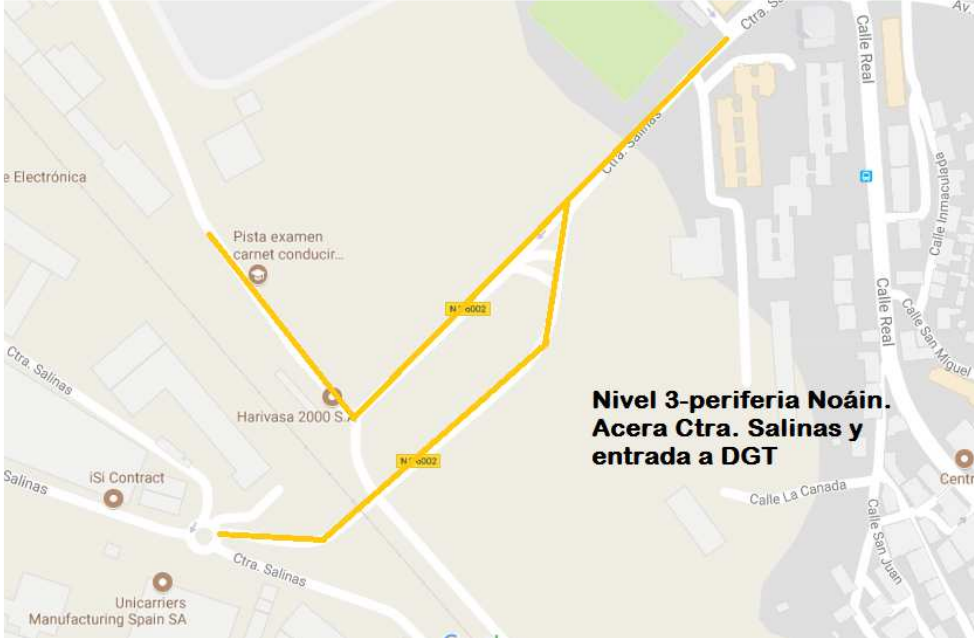 Ctra. S
Av.
Calle Real
Ctra. Salinas
e Electrónica
Calle Inmaculada
Pista examen
carnet conducir...
Calle Real
Calle San Miguel
Ctra. Salinas
Harivasa 2000 S.A
Nivel 3-periferia Noáin.
Acera Ctra. Salinas y
entrada a DGT
iSi Contract
Salinas
Centr
Calle La Canada
Calle San Juan
Ctra. Salinas
Unicarriers
Manufacturing Spain SA